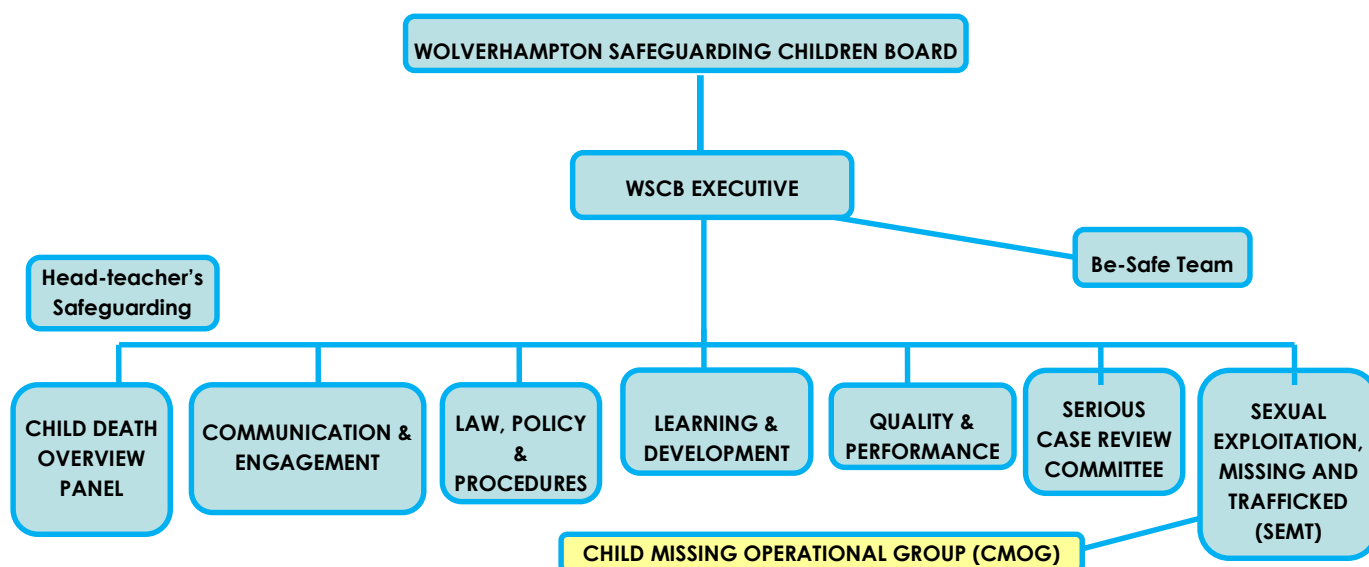 WOLVERHAMPTON SAFEGUARDING CHILDREN BOARD
WSCB EXECUTIVE
Be-Safe Team
Head-teacher's
Safeguarding
CHILD DEATH
OVERVIEW
PANEL
COMMUNICATION &
ENGAGEMENT
LAW, POLICY
&
PROCEDURES
LEARNING &
DEVELOPMENT
QUALITY &
PERFORMANCE
SERIOUS
CASE REVIEW
COMMITTEE
SEXUAL
EXPLOITATION,
MISSING AND
TRAFFICKED
(SEMT)
CHILD MISSING OPERATIONAL GROUP (CMOG)